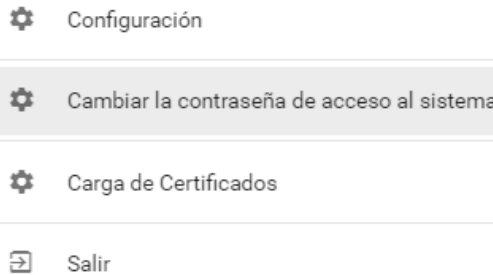 Configuración
Cambiar la contraseña de acceso al sistema
Carga de Certificados
Salir